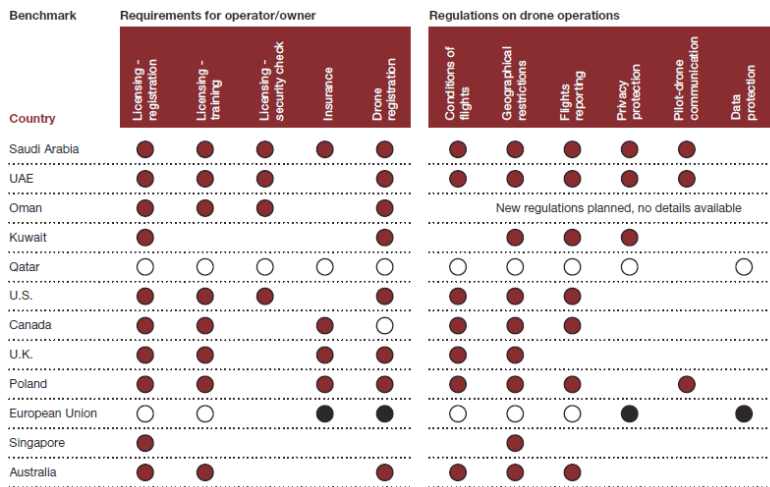 Benchmark
Requirements for operator/owner
Regulations on drone operations
Country
Licensing -
registration
Licensing -
training
Licensing -
security check
Insurance
Drone
registration
Conditions of
flights
Geographical
restrictions
Flights
reporting
Privacy
protection
Pilot-drone
communication
Data
protection
Saudi Arabia
UAE
Oman
New regulations planned, no details available
Kuwait
Qatar
U.S.
Canada
U.K.
Poland
European Union
Singapore
Australia